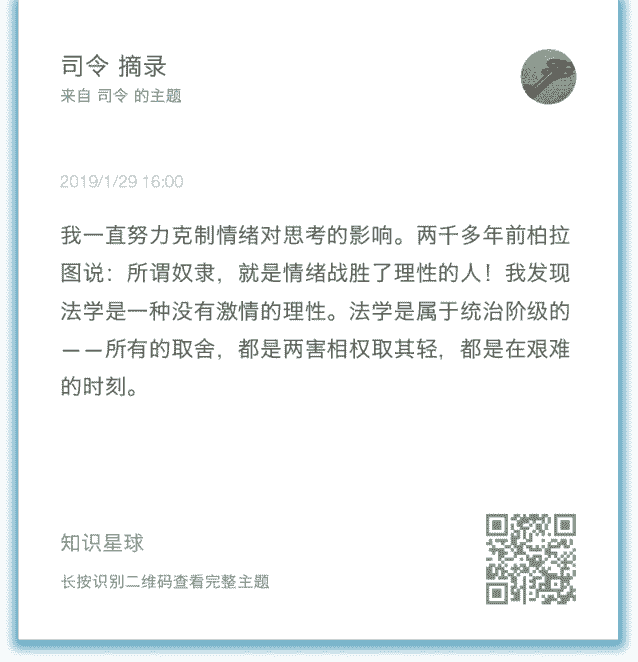 司令 摘录
来自 司令 的主题
2019/1/29 16:00
我一直努力克制情绪对思考的影响。两千多年前柏拉
图说：所谓奴隶，就是情绪战胜了理性的人！我发现
法学是一种没有激情的理性。法学是属于统治阶级的
——所有的取舍，都是两害相权取其轻，都是在艰难
的时刻。
知识星球
长按识别二维码查看完整主题